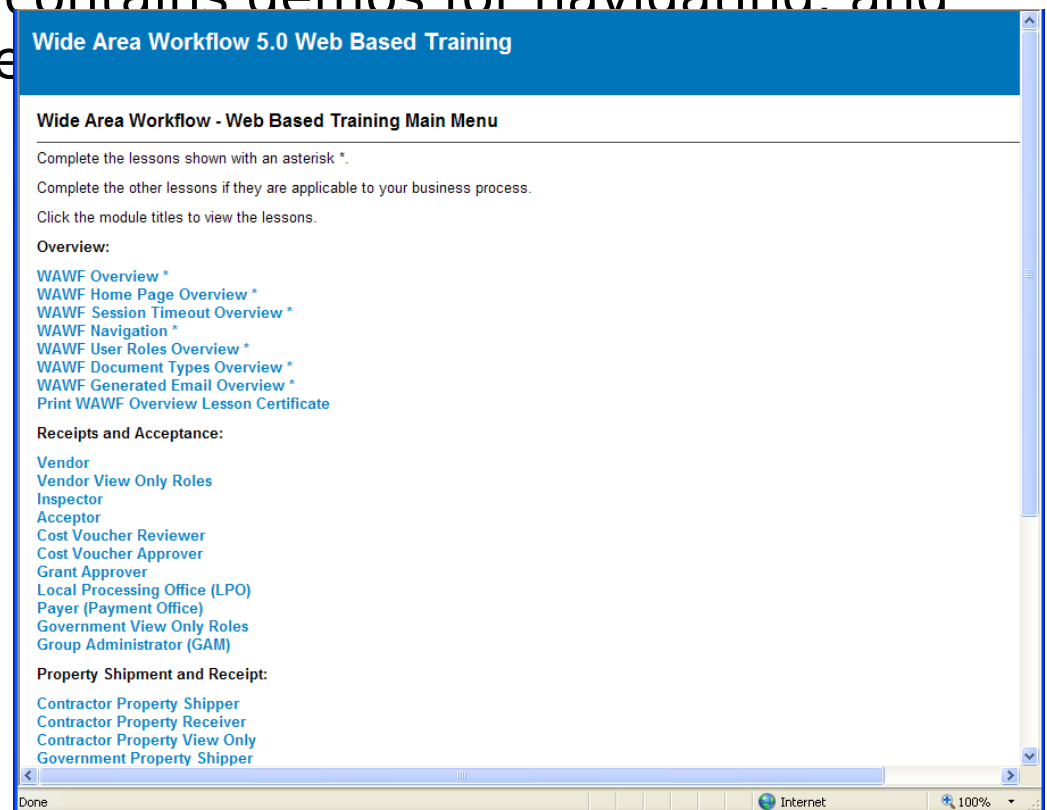 contains demos for navigating, and
Wide Area Workflow 5.0 Web Based Training
Wide Area Workflow - Web Based Training Main Menu
Complete the lessons shown with an asterisk *.
Complete the other lessons if they are applicable to your business process.
Click the module titles to view the lessons.
Overview:
WAWF Overview *
WAWF Home Page Overview *
WAWF Session Timeout Overview *
WAWF Navigation *
WAWF User Roles Overview *
WAWF Document Types Overview *
WAWF Generated Email Overview *
Print WAWF Overview Lesson Certificate
Receipts and Acceptance:
Vendor
Vendor View Only Roles
Inspector
Acceptor
Cost Voucher Reviewer
Cost Voucher Approver
Grant Approver
Local Processing Office (LPO)
Payer (Payment Office)
Government View Only Roles
Group Administrator (GAM)
Property Shipment and Receipt:
Contractor Property Shipper
Contractor Property Receiver
Contractor Property View Only
Government Property Shipper
Done Internet 100%